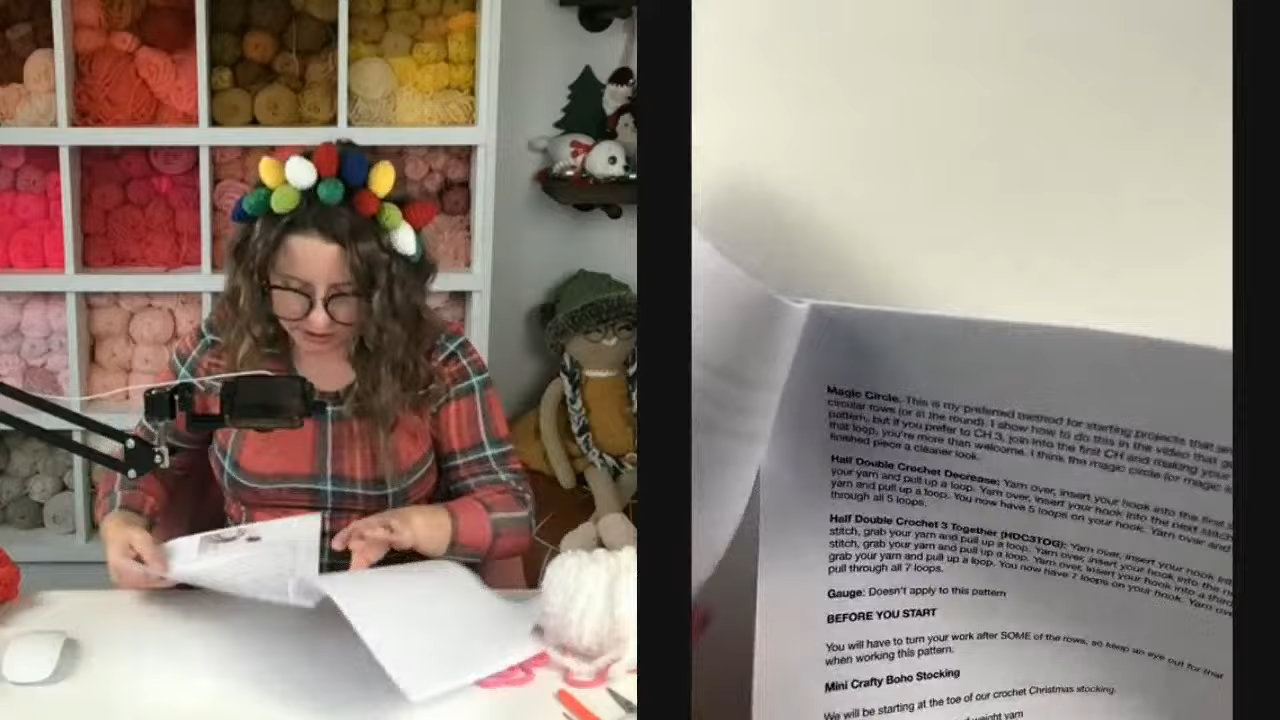 Magic Circle. This is my preferred method for starting projects that
circular rows (or in the round). I show how to do this in the video that
pattern, but if you prefer to CH 3, join into the first CH and making your
that loop, you're more than welcome. I think the magic circle (or magic
finished piece a cleaner look.
Half Double Crochet Decrease: Yarn over, insert your hook into the first
your yarn and pull up a loop. Yarn over, insert your hook into the next stitch
yarn and pull up a loop. You now have 5 loops on your hook. Yarn over and
through all 5 loops.
Half Double Crochet 3 Together (HDC3TOG): Yarn over, insert your hook
stitch, grab your yarn and pull up a loop. Yarn over, insert your hook into the
stitch, grab your yarn and pull up a loop. Yarn over, insert your hook into a third
grab your yarn and pull up a loop. You now have 7 loops on your hook. Yarn
pull through all 7 loops.
Gauge: Doesn't apply to this pattern
BEFORE YOU START
You will have to turn your work after SOME of the rows, so keep an eye out for that
when working this pattern.
Mini Crafty Boho Stocking
We will be starting at the toe of our crochet Christmas stocking.
weight yarn